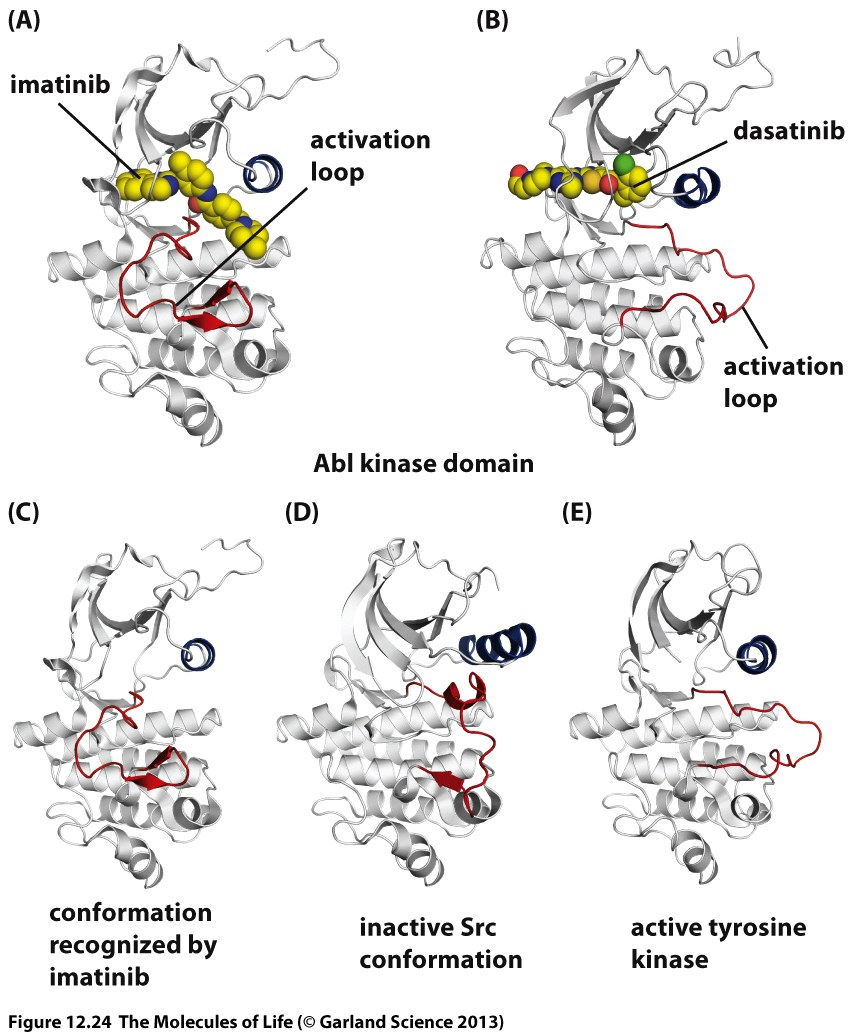 (A)
(B)
imatinib
activation
loop
dasatinib
activation
loop
Abl kinase domain
(C)
(D)
(E)
conformation
recognized by
imatinib
inactive Src
conformation
active tyrosine
kinase
Figure 12.24 The Molecules of Life (© Garland Science 2013)